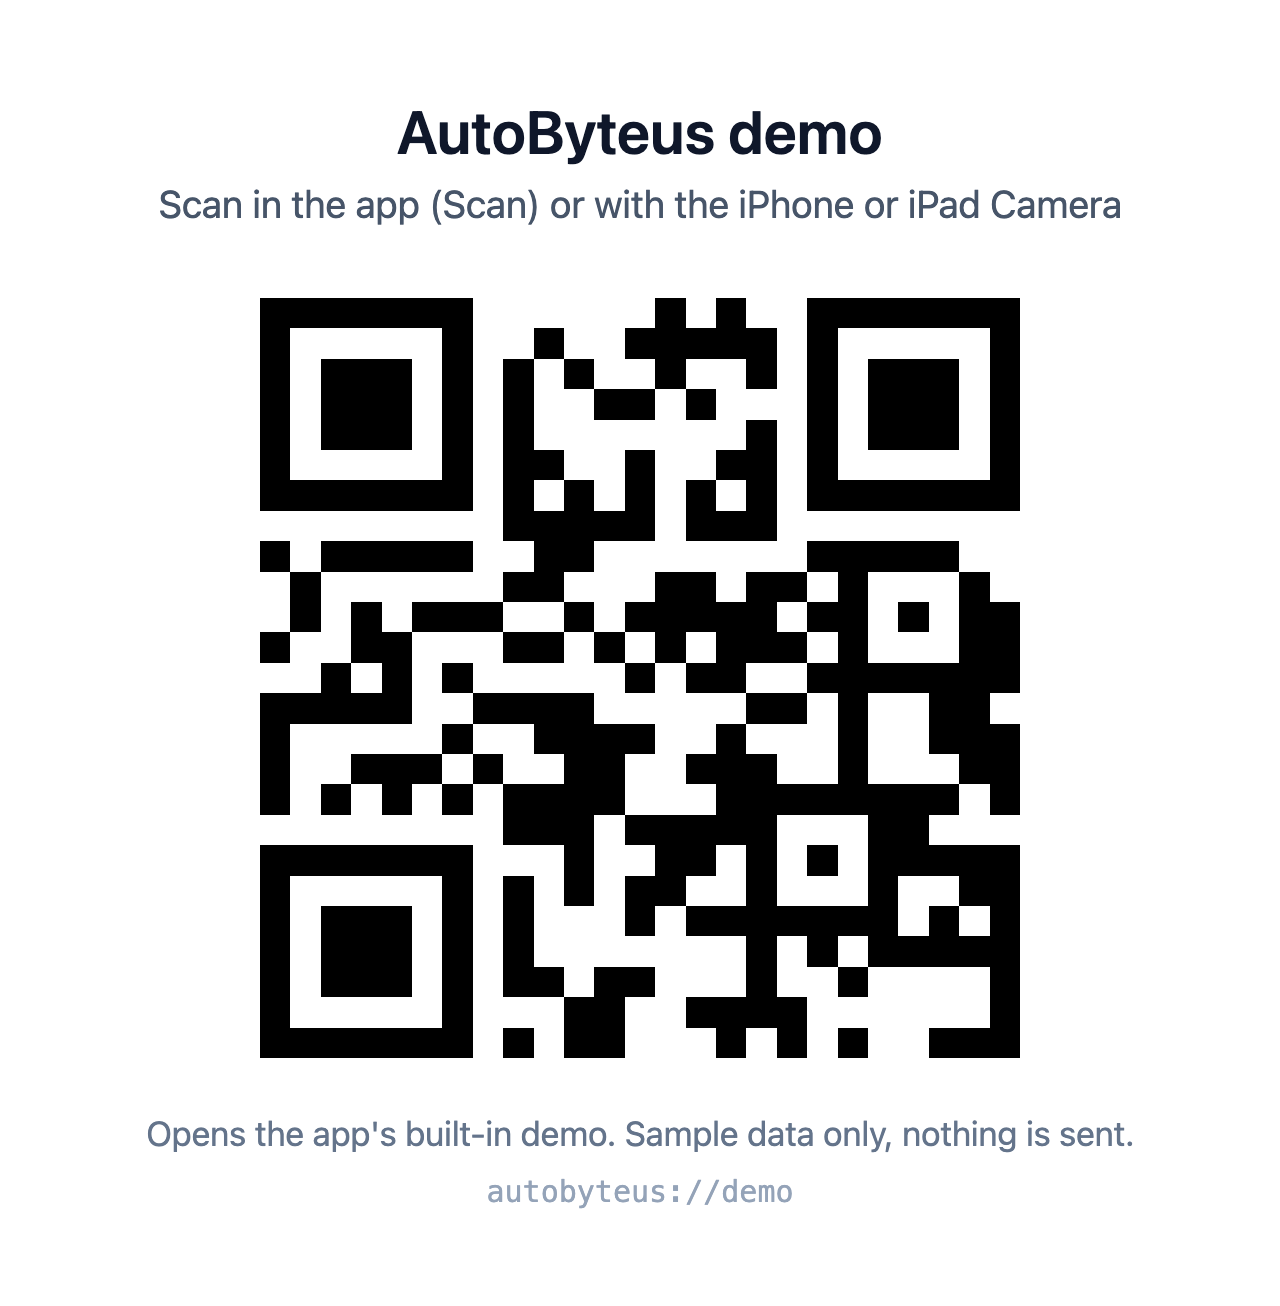 AutoByteus demo
Scan in the app (Scan) or with the iPhone or iPad Camera
Opens the app's built-in demo. Sample data only, nothing is sent.
autobyteus://demo